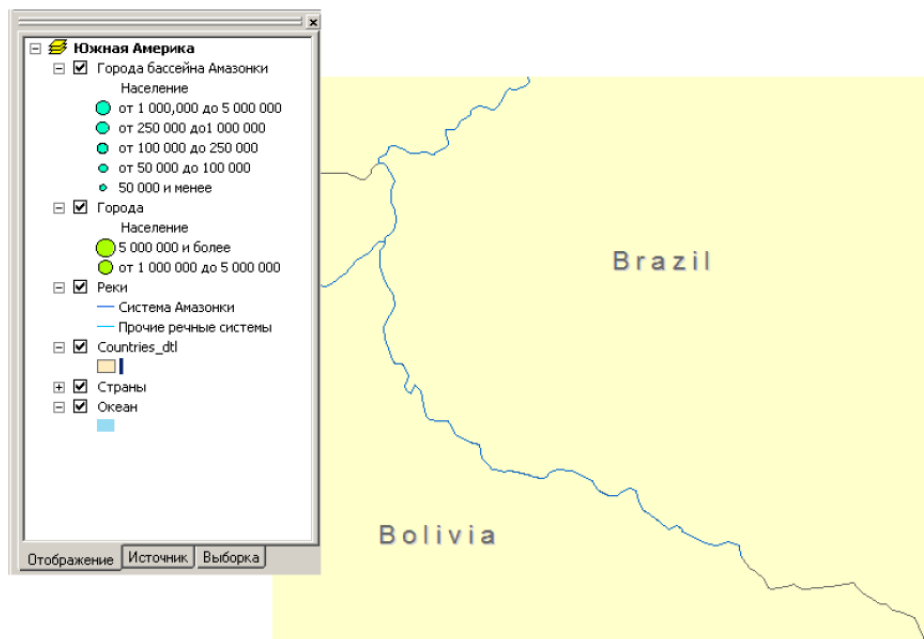 Южная Америка
Города бассейна Амазонки
Население
от 1 000,000 до 5 000 000
от 250 000 до1 000 000
от 100 000 до 250 000
от 50 000 до 100 000
50 000 и менее
Города
Население
5 000 000 и более
от 1 000 000 до 5 000 000
Реки
Система Амазонки
Прочие речные системы
Countries_dtl
Страны
Океан
Отображение Источник Выборка
Brazil
Bolivia